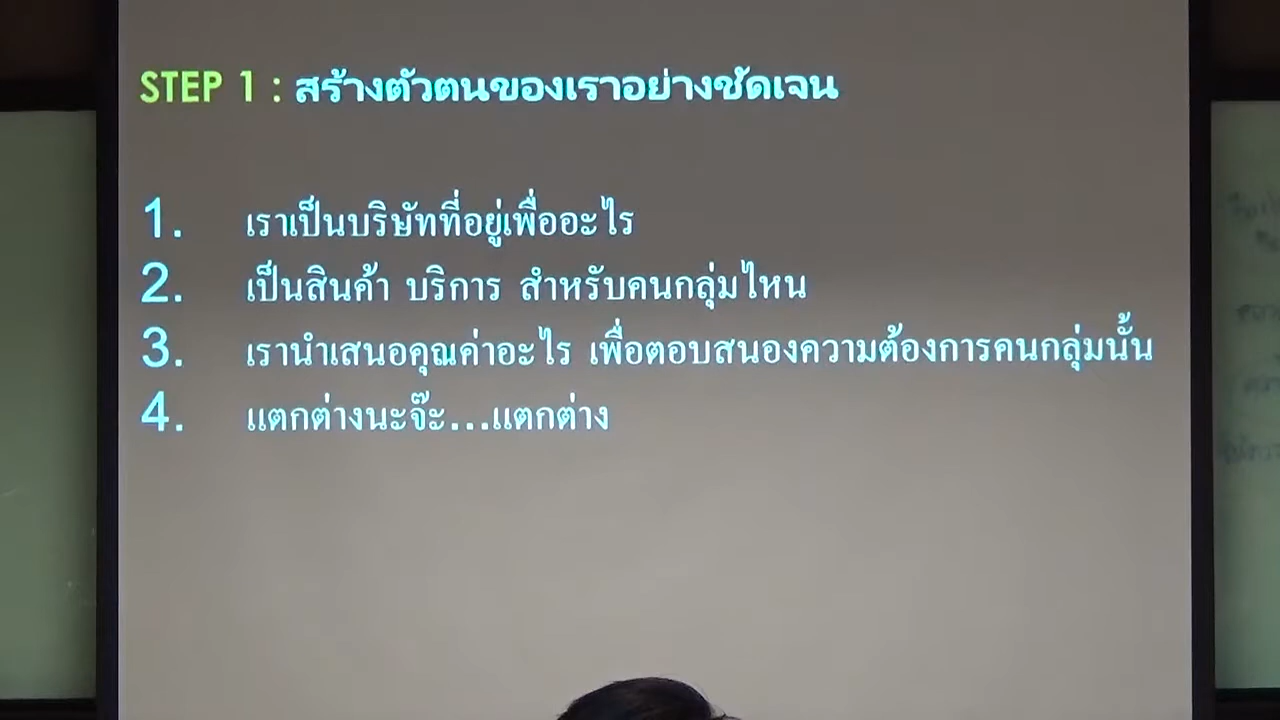 STEP 1 : สร้างตัวตนของเราอย่างชัดเจน
1. เราเป็นบริษัทที่อยู่เพื่ออะไร
2. เป็นสินค้า บริการ สำหรับคนกลุ่มไหน
3. เรานำเสนอคุณค่าอะไร เพื่อตอบสนองความต้องการคนกลุ่มนั้น
4. แตกต่างนะจ๊ะ...แตกต่าง